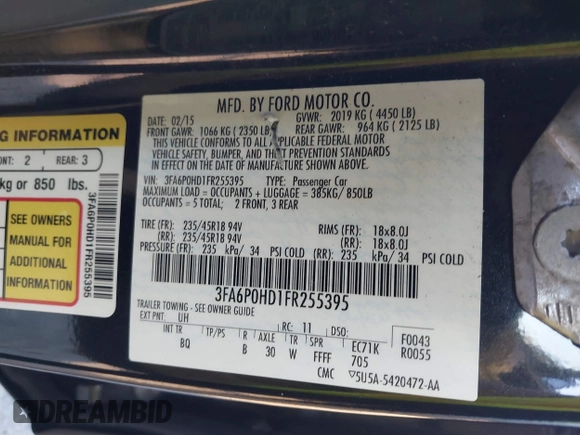 NG INFORMATION
ONT: 2 REAR: 3
kg or 850 lbs.
SEE OWNERS
MANUAL FOR
ADDITIONAL
INFORMATION
3FA6P0HD1FR255395
MFD. BY FORD MOTOR CO.
DATE: 02/15 GVWR: 2019 KG ( 4450 LB)
FRONT GAWR: 1066 KG ( 2350 LB) REAR GAWR: 964 KG ( 2125 LB)
THIS VEHICLE CONFORMS TO ALL APPLICABLE FEDERAL MOTOR
VEHICLE SAFETY, BUMPER, AND THEFT PREVENTION STANDARDS
IN EFFECT ON THE DATE OF MANUFACTURE SHOWN ABOVE.
VIN: 3FA6P0HD1FR255395 TYPE: Passenger Car
MAXIMUM LOAD = OCCUPANTS + LUGGAGE = 385KG/ 850LB
OCCUPANTS = 5 TOTAL: 2 FRONT, 3 REAR
TIRE (FR): 235/45R18 94V RIMS (FR): 18x8.0J
(RR): 235/45R18 94V (RR): 18x8.0J
PRESSURE (FR): 235 kPa/ 34 PSI COLD (RR): 235 kPa/ 34 PSI COLD
3FA6P0HD1FR255395
TRAILER TOWING - SEE OWNER GUIDE
EXT PNT: UH RC: 11 DSO: F0043
R0055
INT TR TP/PS R AXLE TR SPR EC71K
BQ B 30 W FFFF 705
CMC 5U5A-5420472-AA
DREAMBID